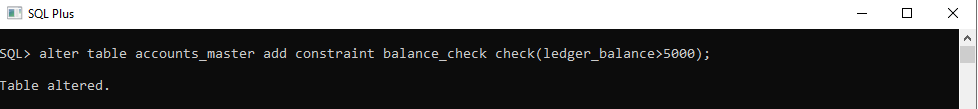 SQL Plus
SQL> alter table accounts_master add constraint balance_check check(ledger_balance>5000);
Table altered.